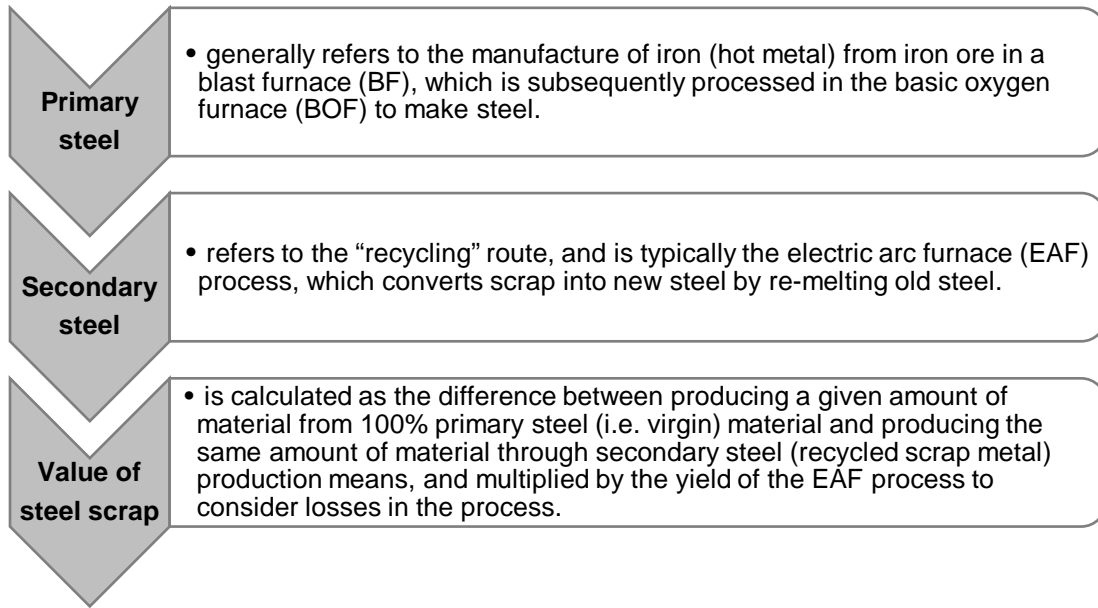 Primary
steel
• generally refers to the manufacture of iron (hot metal) from iron ore in a
blast furnace (BF), which is subsequently processed in the basic oxygen
furnace (BOF) to make steel.
Secondary
steel
• refers to the “recycling” route, and is typically the electric arc furnace (EAF)
process, which converts scrap into new steel by re-melting old steel.
Value of
steel scrap
• is calculated as the difference between producing a given amount of
material from 100% primary steel (i.e. virgin) material and producing the
same amount of material through secondary steel (recycled scrap metal)
production means, and multiplied by the yield of the EAF process to
consider losses in the process.